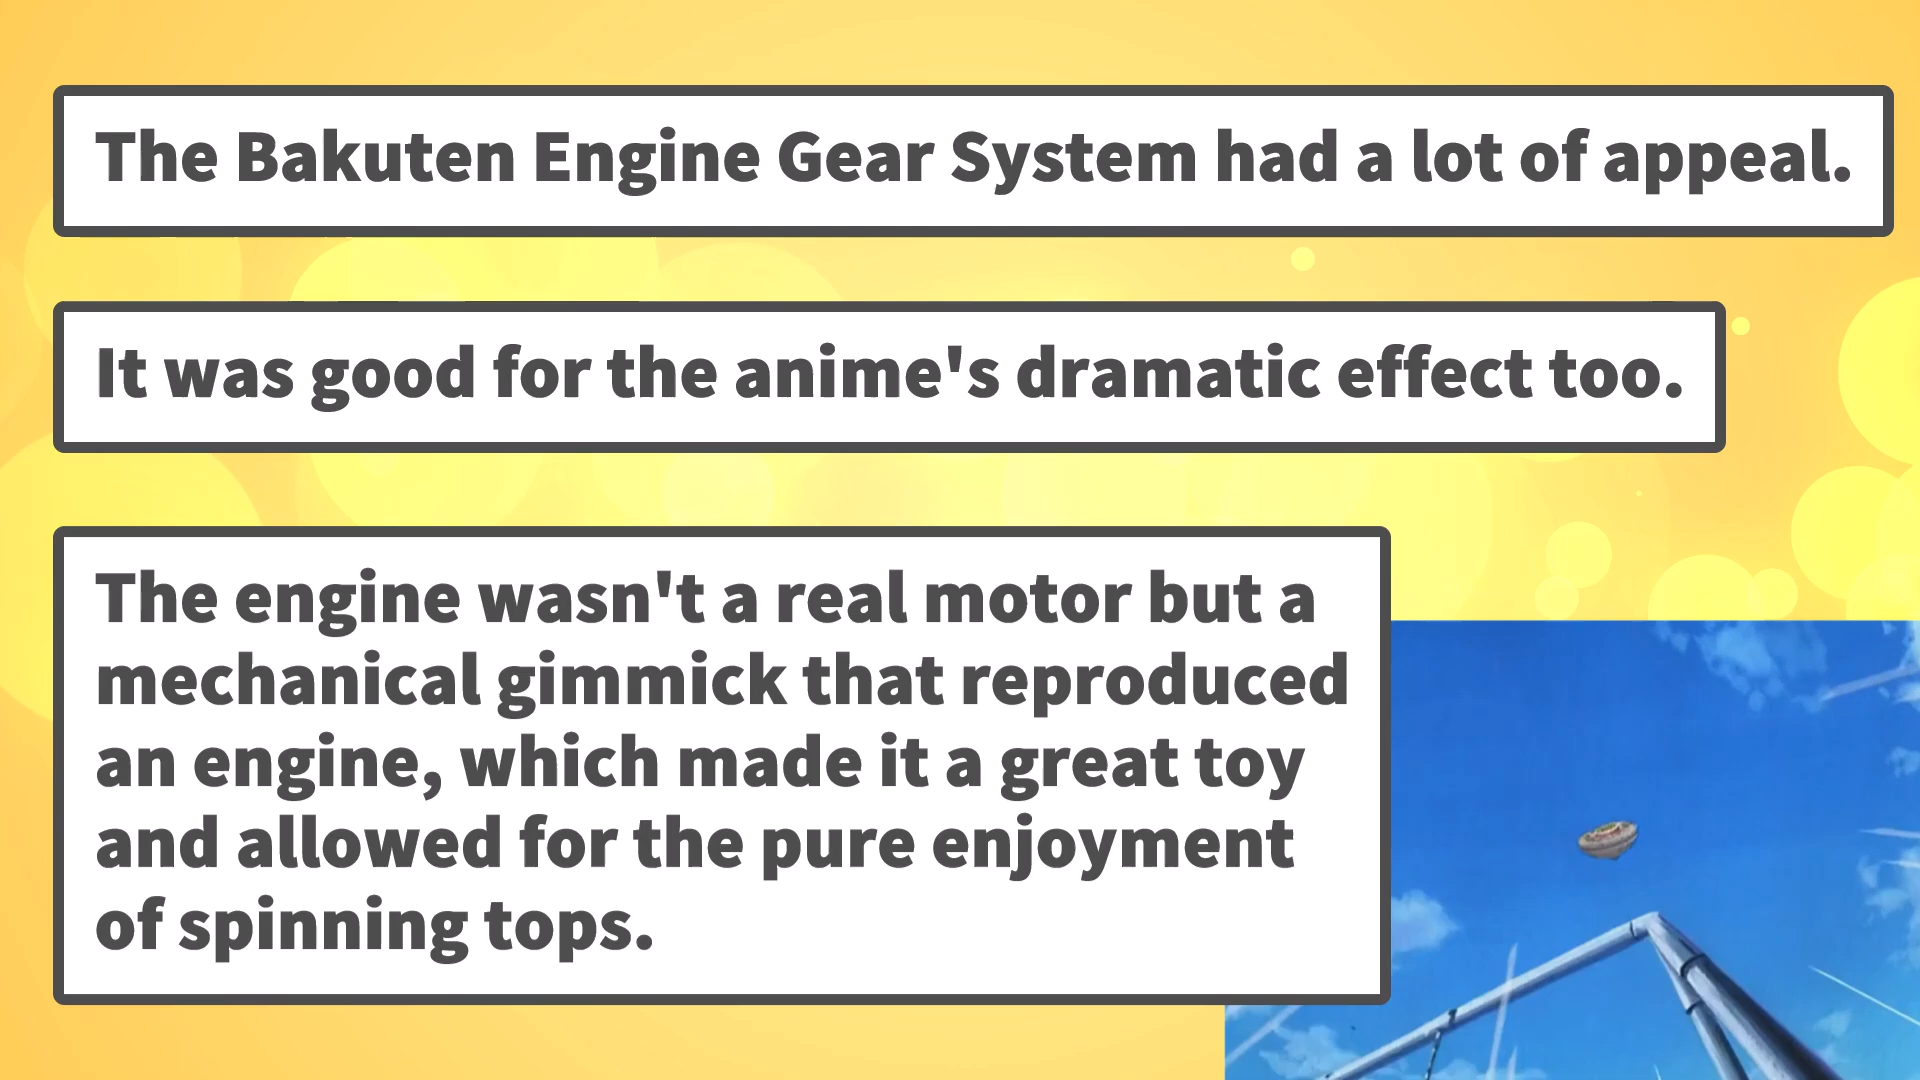 The Bakuten Engine Gear System had a lot of appeal.
It was good for the anime's dramatic effect too.
The engine wasn't a real motor but a
mechanical gimmick that reproduced
an engine, which made it a great toy
and allowed for the pure enjoyment
of spinning tops.